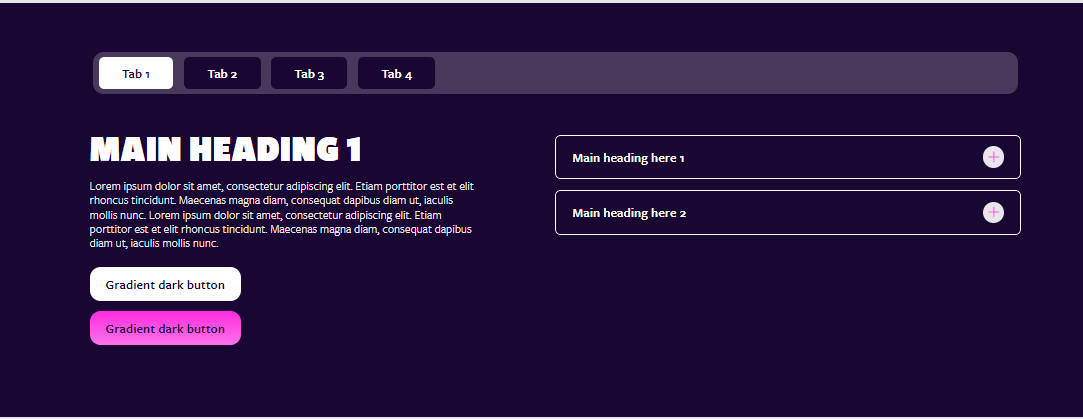 Tab 1
Tab 2
Tab 3
Tab 4
MAIN HEADING 1
Lorem ipsum dolor sit amet, consectetur adipiscing elit. Etiam porttitor est et elit
rhoncus tincidunt. Maecenas magna diam, consequat dapibus diam ut, iaculis
mollis nunc. Lorem ipsum dolor sit amet, consectetur adipiscing elit. Etiam
porttitor est et elit rhoncus tincidunt. Maecenas magna diam, consequat dapibus
diam ut, iaculis mollis nunc.
Gradient dark button
Gradient dark button
Main heading here 1
Main heading here 2